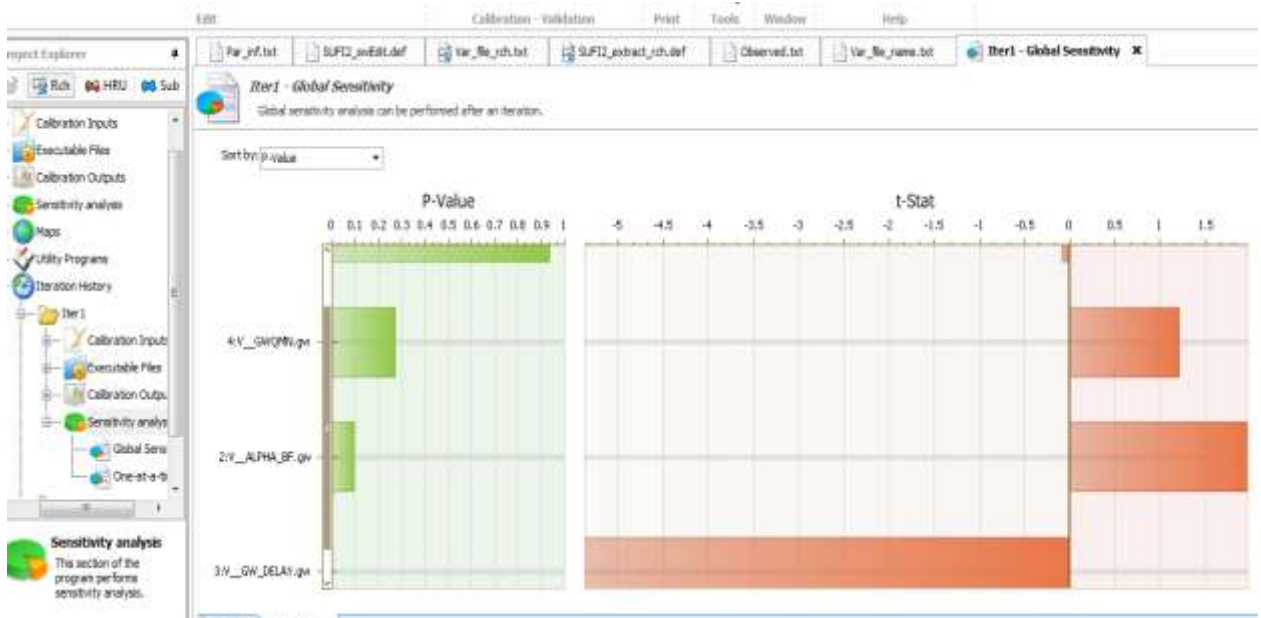 Edit Calibration - Validation Print Tools Window Help
Project Explorer
Par_inf.txt SUFI2_swEdit.def Var_file_rch.txt SUFI2_extract_rch.def Observed.txt Var_file_name.txt Iter1 - Global Sensitivity
Rch HRU Sub
Iter1 - Global Sensitivity
Global sensitivity analysis can be performed after an iteration.
Calibration Inputs
Executable Files
Calibration Outputs
Sensitivity analysis
Maps
Utility Programs
Iteration History
Iter1
Calibration Inputs
Executable Files
Calibration Outpu
Sensitivity analys
Global Sens
One-at-a-ti
Sensitivity analysis
This section of the
program performs
sensitivity analysis.
Sort by: P-Value
P-Value t-Stat
0 0.1 0.2 0.3 0.4 0.5 0.6 0.7 0.8 0.9 1 -5 -4.5 -4 -3.5 -3 -2.5 -2 -1.5 -1 -0.5 0 0.5 1 1.5
4:V__GWQMN.gw
2:V__ALPHA_BF.gw
3:V__GW_DELAY.gw